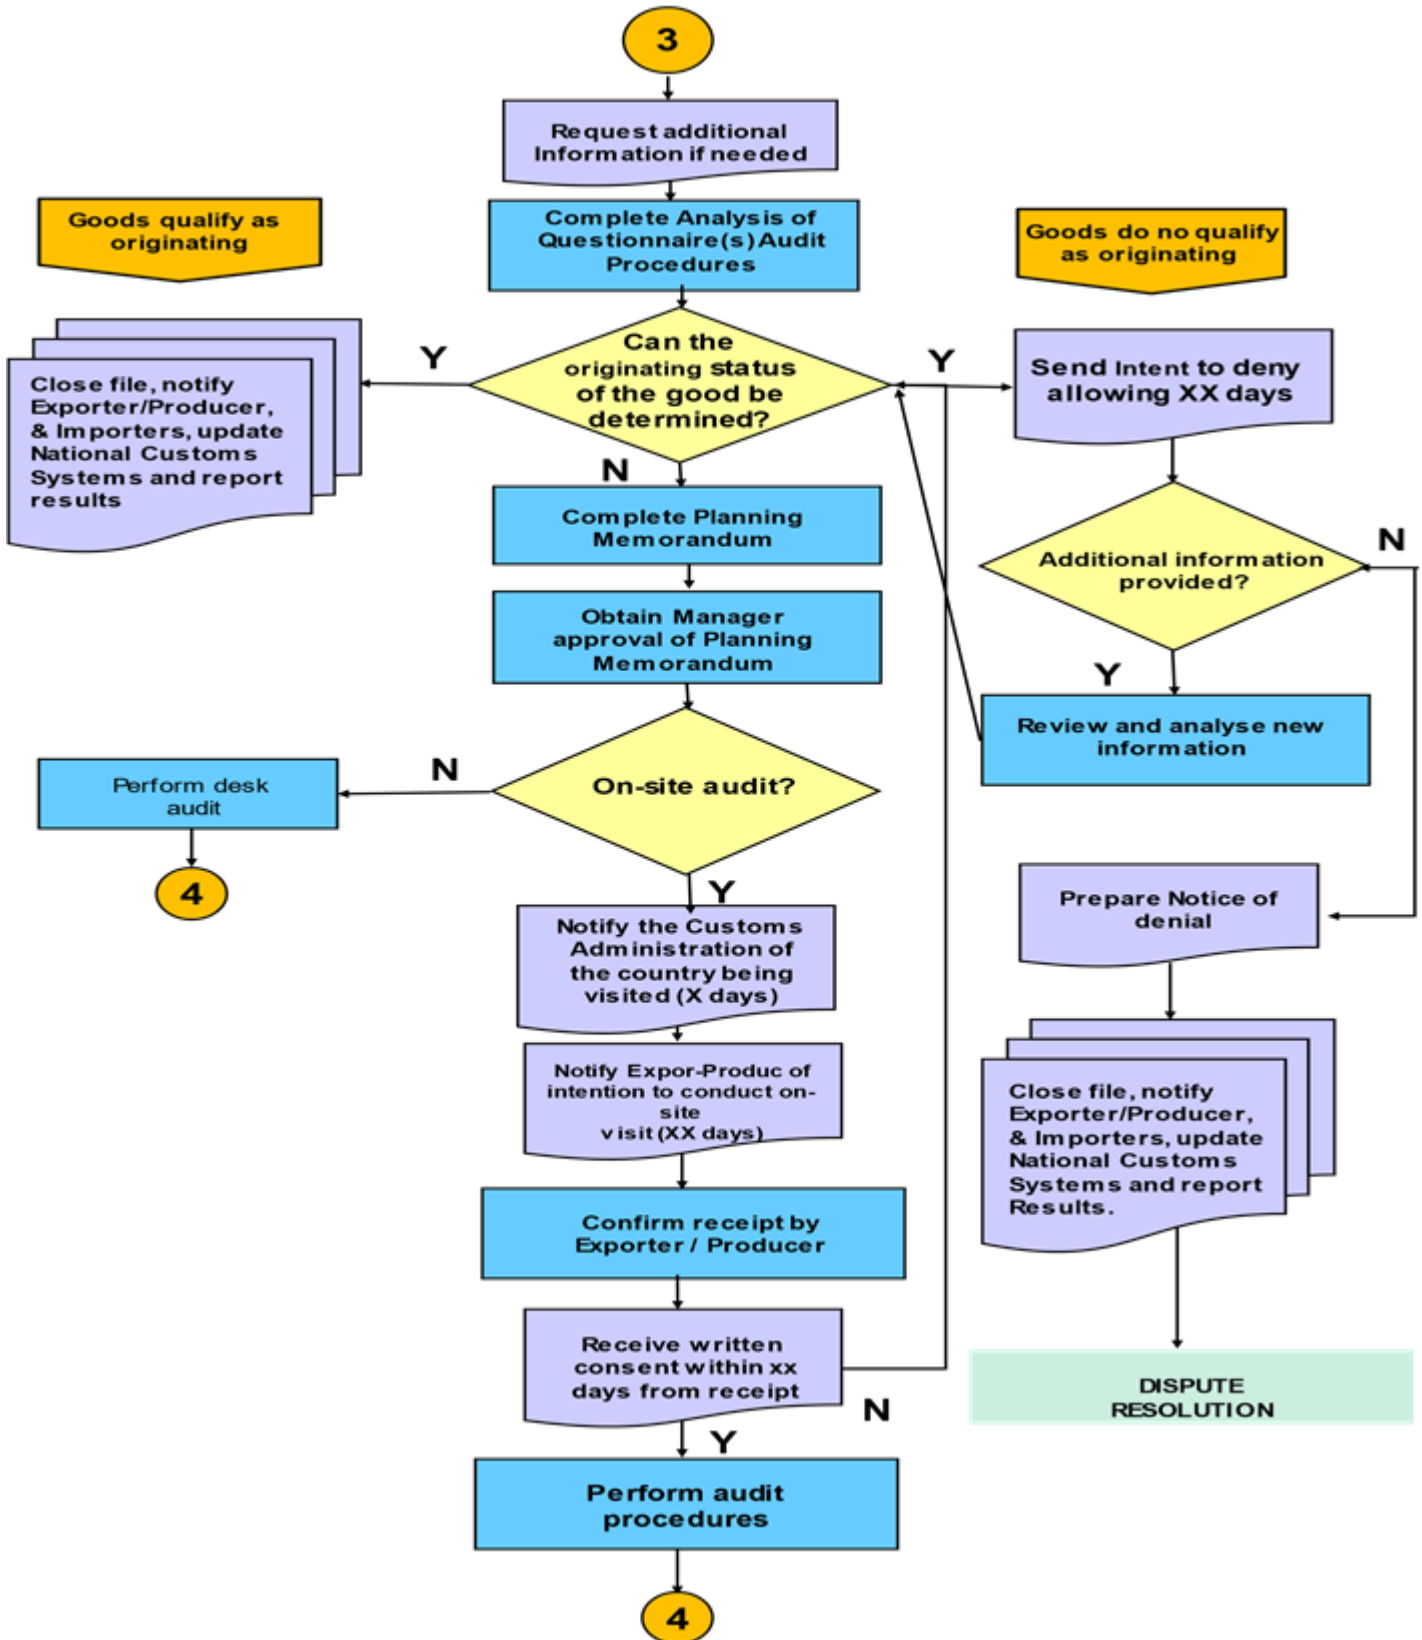 3
Request additional
Information if needed
Complete Analysis of
Questionnaire(s) Audit
Procedures
Goods qualify as
originating
Goods do no qualify
as originating
Can the
originating status
of the good be
determined?
Y
Y
N
Close file, notify
Exporter/Producer,
& Importers, update
National Customs
Systems and report
results
Send Intent to deny
allowing XX days
Complete Planning
Memorandum
Additional information
provided?
N
Y
Obtain Manager
approval of Planning
Memorandum
Review and analyse new
information
On-site audit?
N
Y
Perform desk
audit
4
Notify the Customs
Administration of
the country being
visited (X days)
Prepare Notice of
denial
Notify Expor-Produc of
intention to conduct on-
site
visit (XX days)
Close file, notify
Exporter/Producer,
& Importers, update
National Customs
Systems and report
Results.
Confirm receipt by
Exporter / Producer
Receive written
consent within xx
days from receipt
N
Y
DISPUTE
RESOLUTION
Perform audit
procedures
4